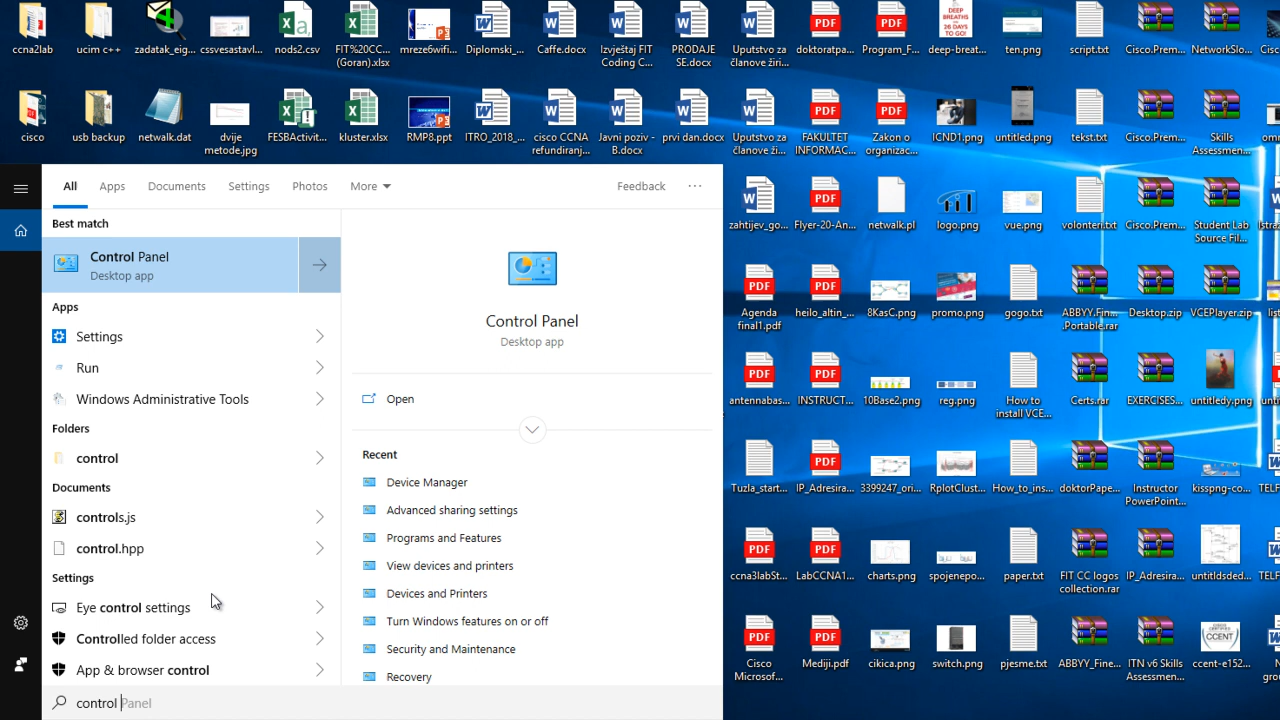 ccna2lab
ucim c++
zadatak_eig...
cssvesastavl...
nods2.csv
FIT%20CC...
(Goran).xlsx
mreze6wifi...
Diplomski_...
Caffe.docx
Izvještaj FIT
Coding C...
PRODAJE
SE.docx
Uputstvo za
članove žiri...
doktoratpa...
Program_F...
deep-breat...
ten.png
script.txt
Cisco.Prem...
NetworkSlo...
cisco
usb backup
netwalk.dat
dvije
metode.jpg
FESBActivit...
kluster.xlsx
RMP8.ppt
ITRO_2018_...
cisco CCNA
refundiranj...
Javni poziv -
B.docx
prvi dan.docx
Uputstvo za
članove ži...
FAKULTET
INFORMAC...
Zakon o
organizac...
ICND1.png
untitled.png
tekst.txt
Cisco.Prem...
Skills
Assessmen...
All
Apps
Documents
Settings
Photos
More
Feedback
...
Best match
Control Panel
Desktop app
Apps
Settings
Run
Windows Administrative Tools
Folders
control
Documents
controls.js
control.npp
Settings
Eye control settings
Controlled folder access
App & browser control
control Panel
Control Panel
Desktop app
Open
Recent
Device Manager
Advanced sharing settings
Programs and Features
View devices and printers
Devices and Printers
Turn Windows features on or off
Security and Maintenance
Recovery
zahtijev_go...
Flyer-20-An...
netwalk.pl
logo.png
vue.png
volonteri.txt
Cisco.Prem...
Student Lab
Source Fil...
Agenda
final1.pdf
heilo_altin_...
8KasC.png
promo.png
gogo.txt
ABBYY.Fin...
.Portable.rar
Desktop.zip
VCEPlayer.zip
antennabas...
INSTRUCT...
10Base2.png
reg.png
How to
install VCE...
Certs.rar
EXERCISES...
untitledy.png
Tuzla_start...
IP_Adresira...
3399247_ori...
RplotClust...
How_to_ins...
doktorPape...
Instructor
PowerPoint...
kisspng-co...
ccna3labSt...
LabCCNA1...
charts.png
spojenepo...
paper.txt
FIT CC logos
collection.rar
IP_Adresira...
untitldsded...
Cisco
Microsof...
Mediji.pdf
cikica.png
switch.png
pjesme.txt
ABBYY_Fine...
ITN v6 Skills
Assessmen...
ccent-e152...